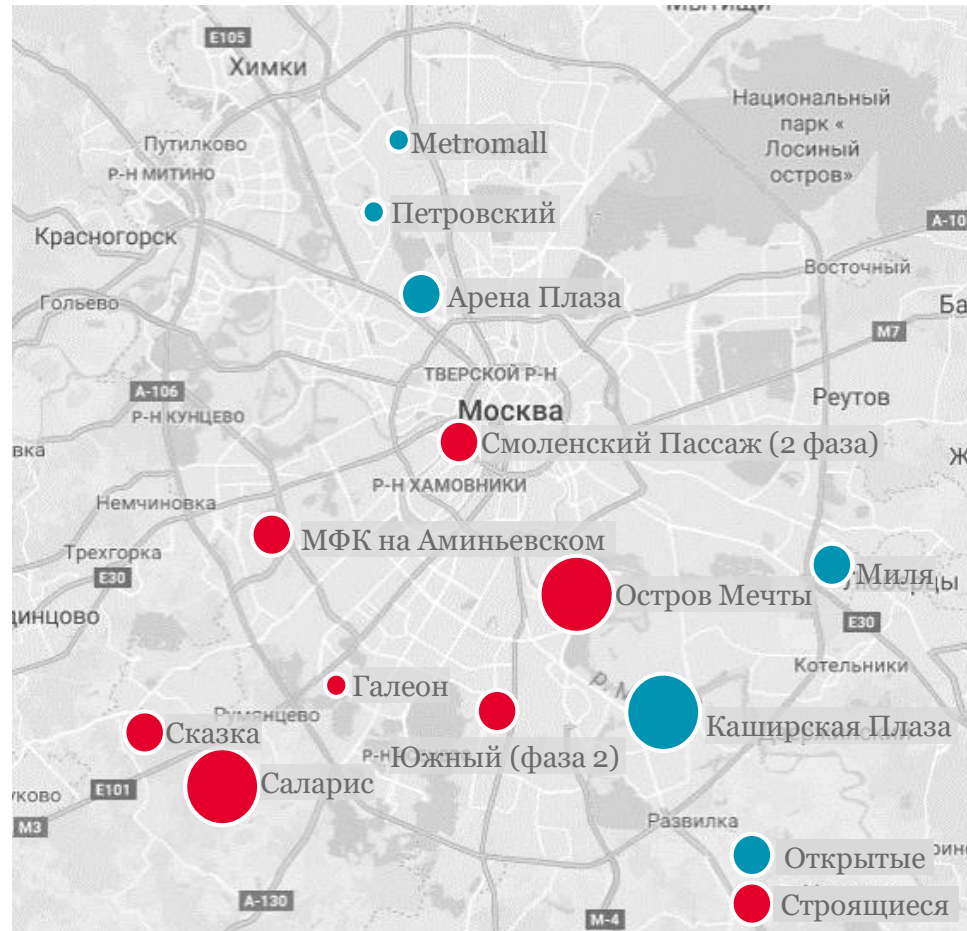 E105
Химки
Национальный
парк «
Лосиный
остров»
Metromall
Путилково
Р-Н МИТИНО
Петровский
Красногорск
Восточный
Арена Плаза
Гольево
M7
ТВЕРСКОЙ Р-Н
A-106
Р-Н КУНЦЕВО
Москва
Реутов
Смоленский Пассаж (2 фаза)
Р-Н ХАМОВНИКИ
Немчиновка
МФК на Аминьевском
Трехгорка
E30
Миля
Остров Мечты
E30
Котельники
Галеон
Румянцево
Сказка
Каширская Плаза
Южный (фаза 2)
Саларис
E101
M3
Развилка
Открытые
A-130
Строящиеся
M-4